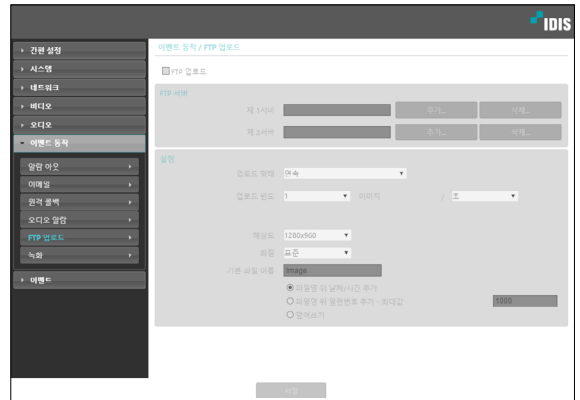 IDIS
간편 설정
시스템
네트워크
비디오
오디오
이벤트 동작
알람 아웃
이메일
원격 콜백
오디오 알람
FTP 업로드
녹화
이벤트
이벤트 동작 / FTP 업로드
FTP 업로드
FTP 서버
제 1서버 추가... 삭제...
제 2서버 추가... 삭제...
설정
업로드 형태 연속
업로드 빈도 1 이미지 / 초
해상도 1280x960
화질 표준
기본 파일 이름 Image
파일명 뒤 날짜/시간 추가
파일명 뒤 일련번호 추가 - 최대값 1000
덮어쓰기
저장